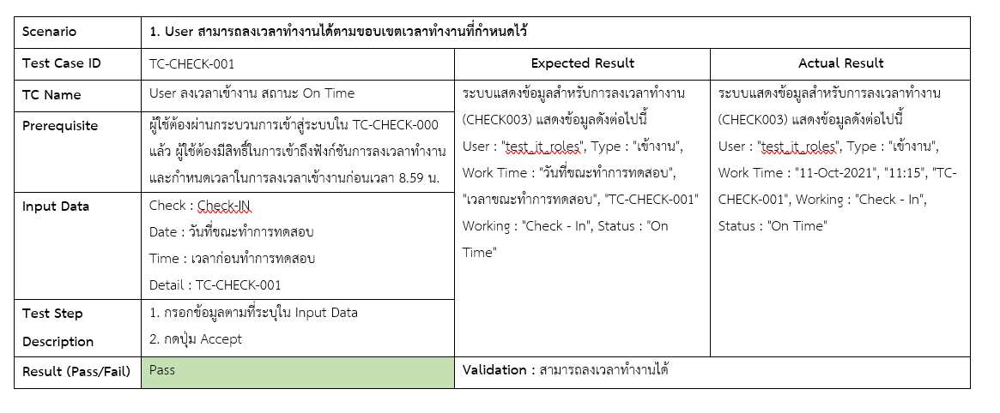 Scenario
1. User สามารถลงเวลาทำงานได้ตามขอบเขตเวลาทำงานที่กำหนดไว้
Test Case ID
TC-CHECK-001
Expected Result
Actual Result
TC Name
User ลงเวลาเข้างาน สถานะ On Time
Prerequisite
ผู้ใช้ต้องผ่านกระบวนการเข้าสู่ระบบใน TC-CHECK-000
แล้ว ผู้ใช้ต้องมีสิทธิ์ในการเข้าถึงฟังก์ชันการลงเวลาทำงาน
และกำหนดเวลาในการลงเวลาเข้างานก่อนเวลา 8.59 น.
Input Data
Check : Check-IN
Date : วันที่ขณะทำการทดสอบ
Time : เวลาก่อนทำการทดสอบ
Detail : TC-CHECK-001
Test Step
Description
1. กรอกข้อมูลตามที่ระบุใน Input Data
2. กดปุ่ม Accept
ระบบแสดงข้อมูลสำหรับการลงเวลาทำงาน
(CHECK003) แสดงข้อมูลดังต่อไปนี้
User : "test_it_roles", Type : "เข้างาน",
Work Time : "วันที่ขณะทำการทดสอบ",
"เวลาขณะทำการทดสอบ", "TC-CHECK-001"
Working : "Check - In", Status : "On
Time"
ระบบแสดงข้อมูลสำหรับการลงเวลาทำงาน
(CHECK003) แสดงข้อมูลดังต่อไปนี้
User : "test_it_roles", Type : "เข้างาน",
Work Time : "11-Oct-2021", "11:15", "TC-
CHECK-001", Working : "Check - In",
Status : "On Time"
Result (Pass/Fail)
Pass
Validation : สามารถลงเวลาทำงานได้